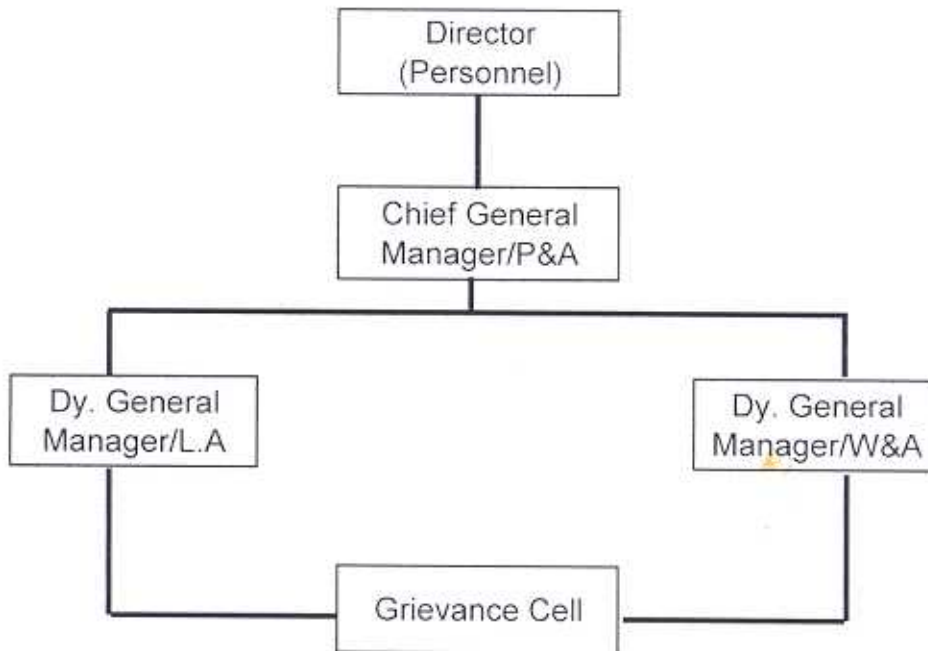 Director
(Personnel)
Chief General
Manager/P&A
Dy. General
Manager/L.A
Dy. General
Manager/W&A
Grievance Cell